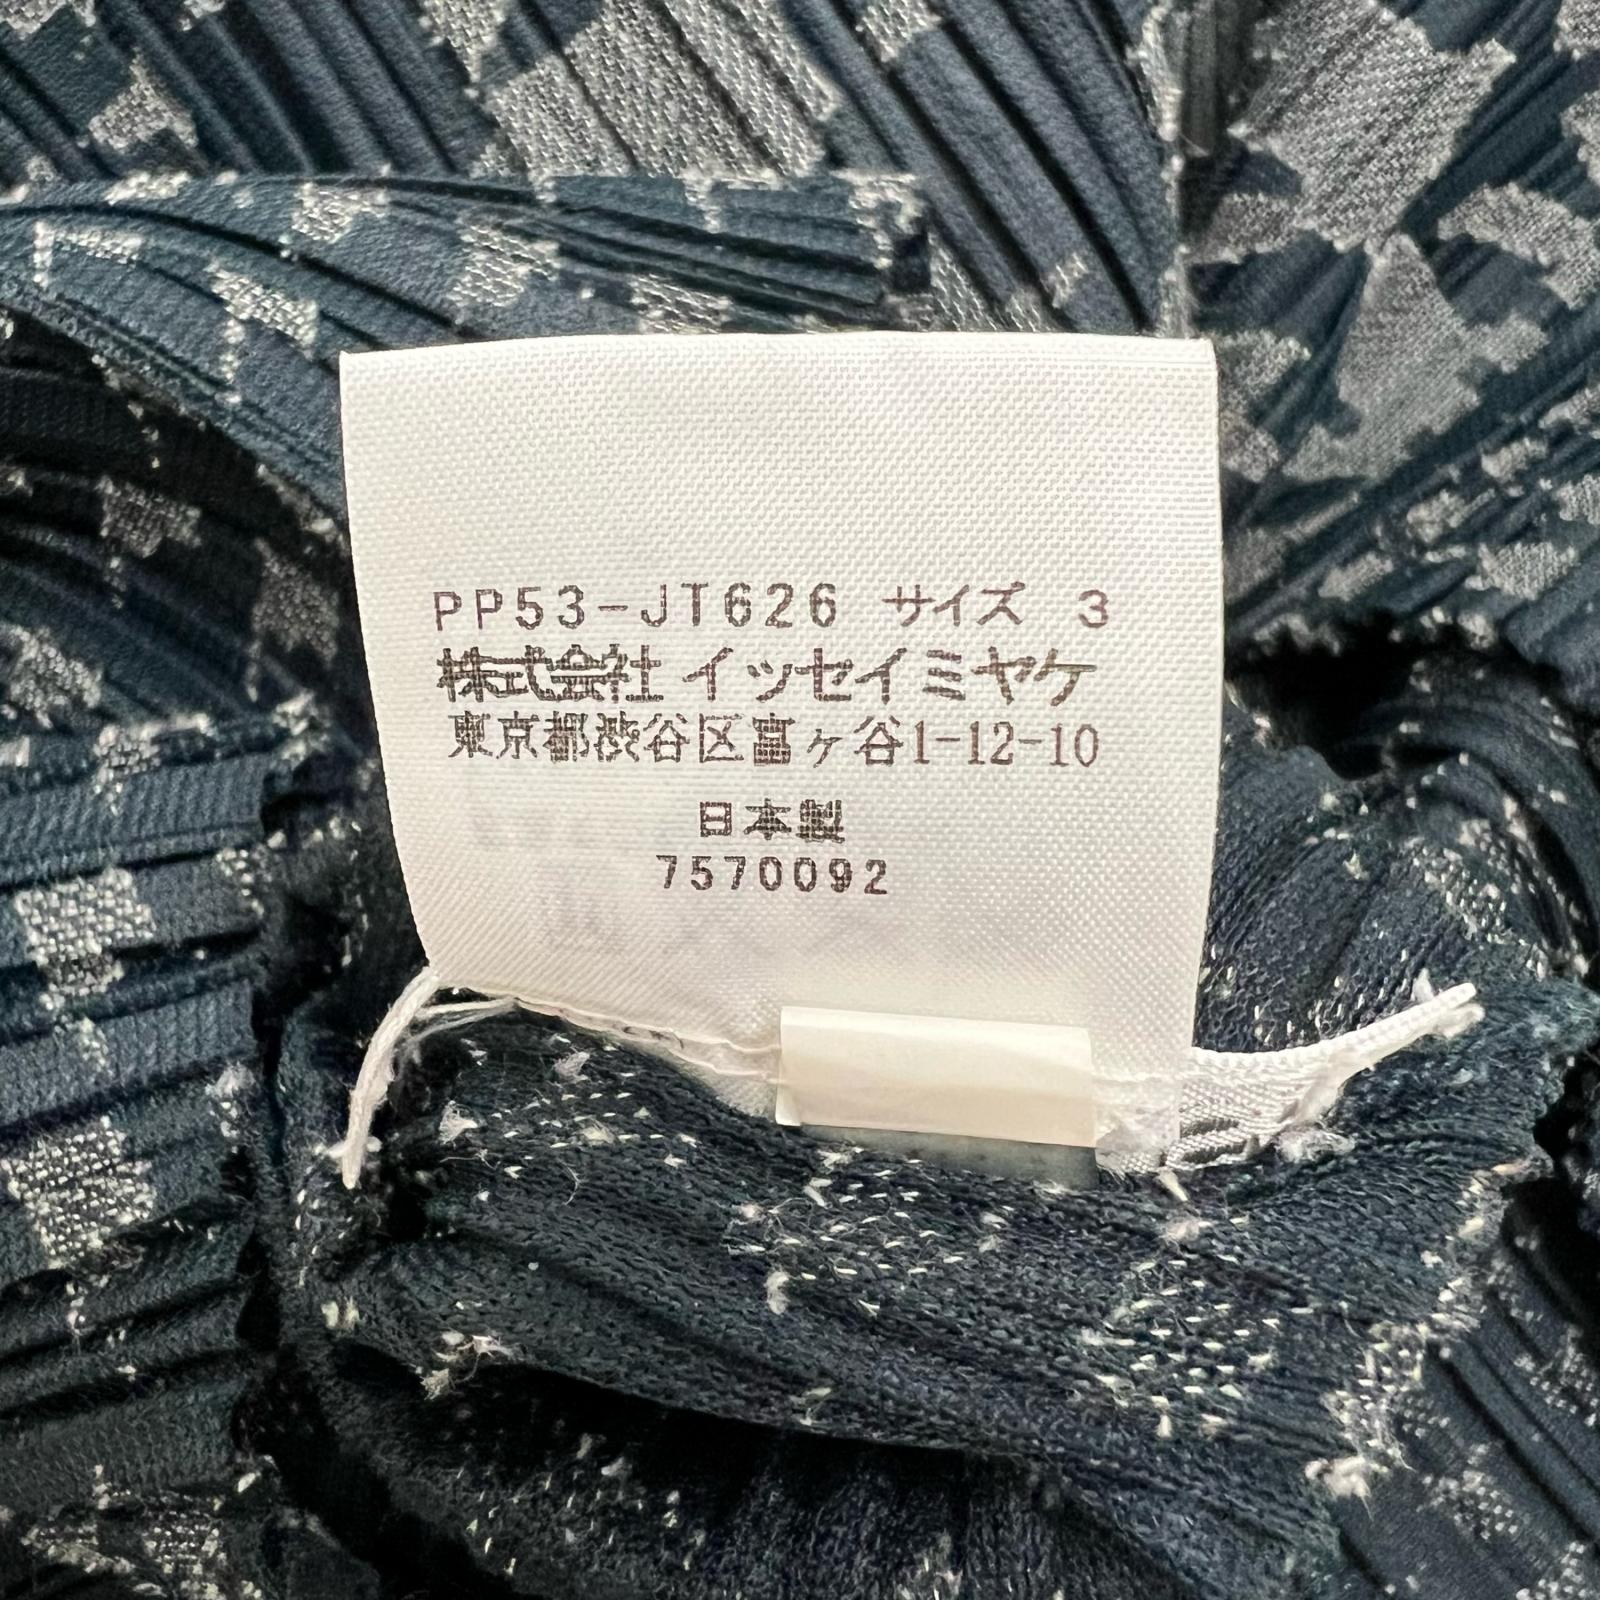 PP53-JT626 サイズ 3
株式会社 イッセイミヤケ
東京都渋谷区富ヶ谷1-12-10
日本製
7570092